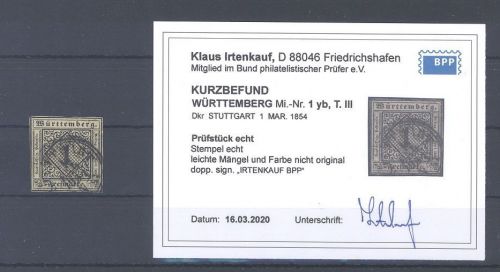 Württemberg.
1
Klaus Irtenkauf, D 88046 Friedrichshafen
Mitglied im Bund philatelistischer Prüfer e.V.
BPP
KURZBEFUND
WÜRTTEMBERG Mi.-Nr. 1 yb, T. III
Dkr STUTTGART 1 MAR. 1854
Prüfstück echt
Stempel echt
leichte Mängel und Farbe nicht original
dopp. sign. „IRTENKAUF BPP"
Württemberg.
1
Datum: 16.03.2020 Unterschrift: